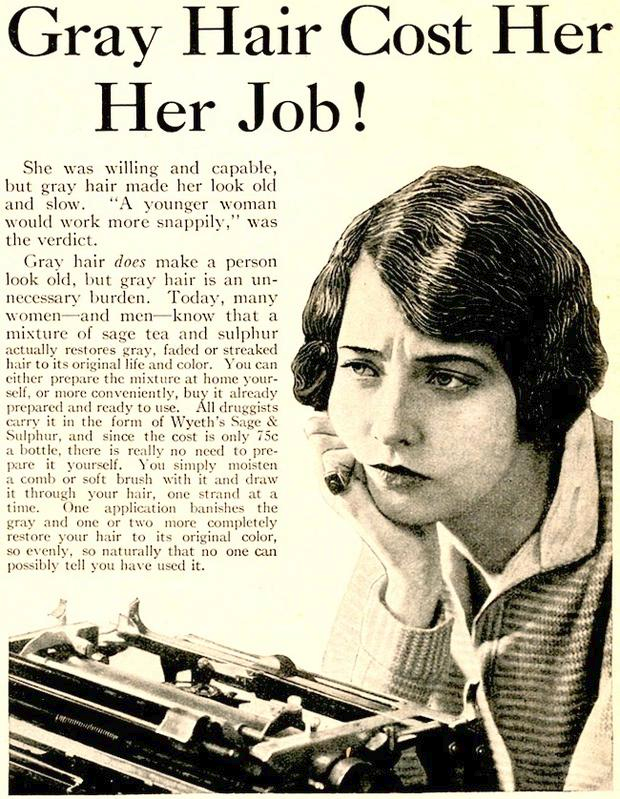 Gray Hair Cost Her
Her Job!
She was willing and capable,
but gray hair made her look old
and slow. "A younger woman
would work more snappily," was
the verdict.
Gray hair does make a person
look old, but gray hair is an un-
necessary burden. Today, many
women—and men—know that a
mixture of sage tea and sulphur
actually restores gray, faded or streaked
hair to its original life and color. You can
either prepare the mixture at home your-
self, or more conveniently, buy it already
prepared and ready to use. All druggists
carry it in the form of Wyeth's Sage &
Sulphur, and since the cost is only 75c
a bottle, there is really no need to pre-
pare it yourself. You simply moisten
a comb or soft brush with it and draw
it through your hair, one strand at a
time. One application banishes the
gray and one or two more completely
restore your hair to its original color,
so evenly, so naturally that no one can
possibly tell you have used it.